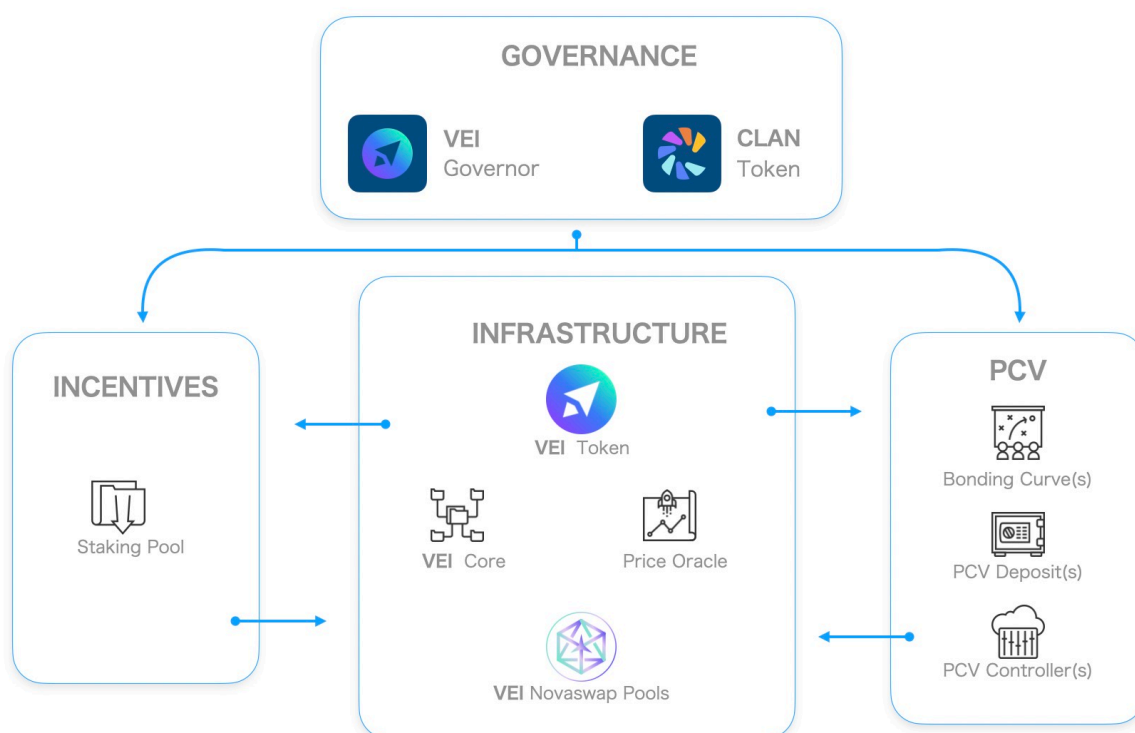 GOVERNANCE
VEI
Governor
CLAN
Token
INCENTIVES
Staking Pool
INFRASTRUCTURE
VEI Token
VEI Core
Price Oracle
VEI Novaswap Pools
PCV
Bonding Curve(s)
PCV Deposit(s)
PCV Controller(s)